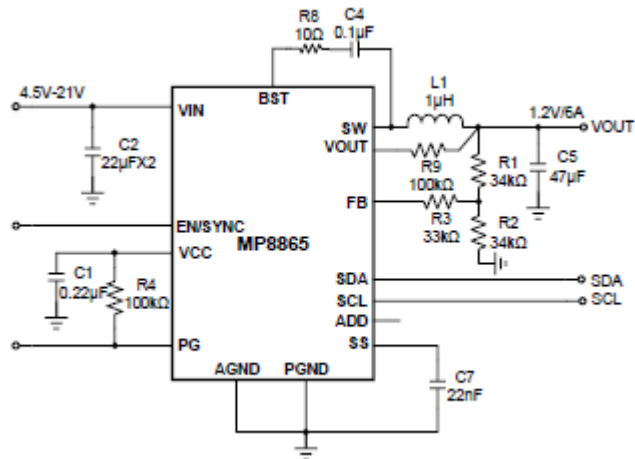 R8
10Ω
C4
0.1µF
4.5V-21V
VIN
BST
L1
1µH
SW
1.2V/6A
VOUT
VOUT
C2
22µFX2
R9
100kΩ
R1
34kΩ
C5
47µF
FB
R3
33kΩ
R2
34kΩ
EN/SYNC
MP8865
VCC
C1
0.22µF
R4
100kΩ
SDA
SDA
SCL
SCL
ADD
PG
SS
AGND
PGND
C7
22nF